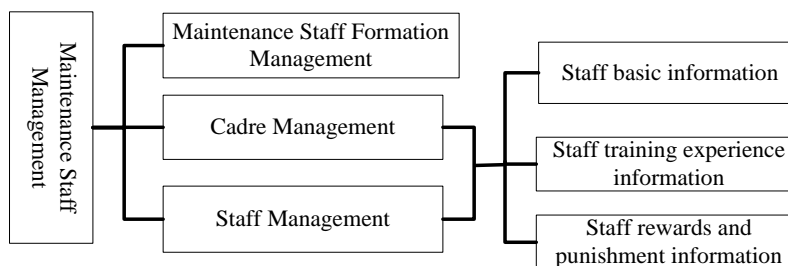 Maintenance Staff
Management
Maintenance Staff Formation
Management
Cadre Management
Staff Management
Staff basic information
Staff training experience
information
Staff rewards and
punishment information